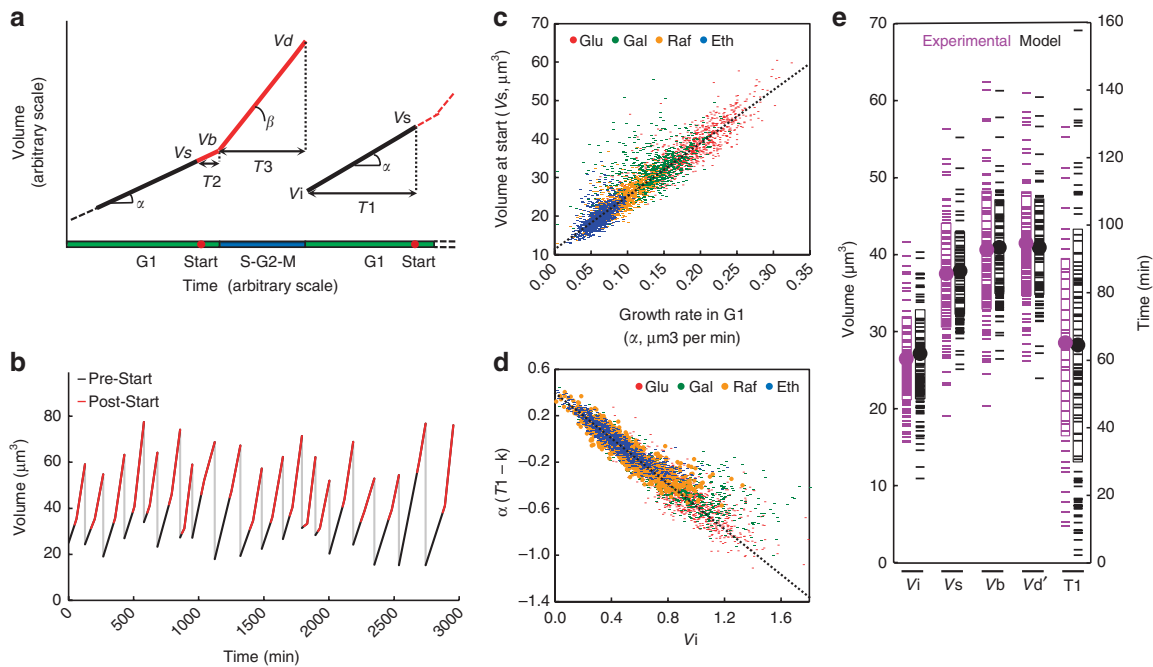 a
Volume
(arbitrary scale)
Vd
β
Vs
Vb
T2
T3
α
Vs
α
Vi
T1
G1
Start
S-G2-M
G1
Start
Time (arbitrary scale)
b
Pre-Start
Post-Start
Volume (μm³)
80
60
40
20
0
0
500
1000
1500
2000
2500
3000
Time (min)
c
Glu Gal Raf Eth
Volume at start (Vs, μm³)
70
60
50
40
30
20
10
0.00
0.05
0.10
0.15
0.20
0.25
0.30
0.35
Growth rate in G1
(α, μm3 per min)
d
Glu Gal Raf Eth
α (T1 – k)
0.6
0.2
–0.2
–0.6
–1.0
–1.4
0.0
0.4
0.8
1.2
1.6
Vi
e
Experimental Model
Volume (μm³)
70
60
50
40
30
20
10
0
160
140
120
100
80
60
40
20
0
Time (min)
Vi
Vs
Vb
Vd′
T1